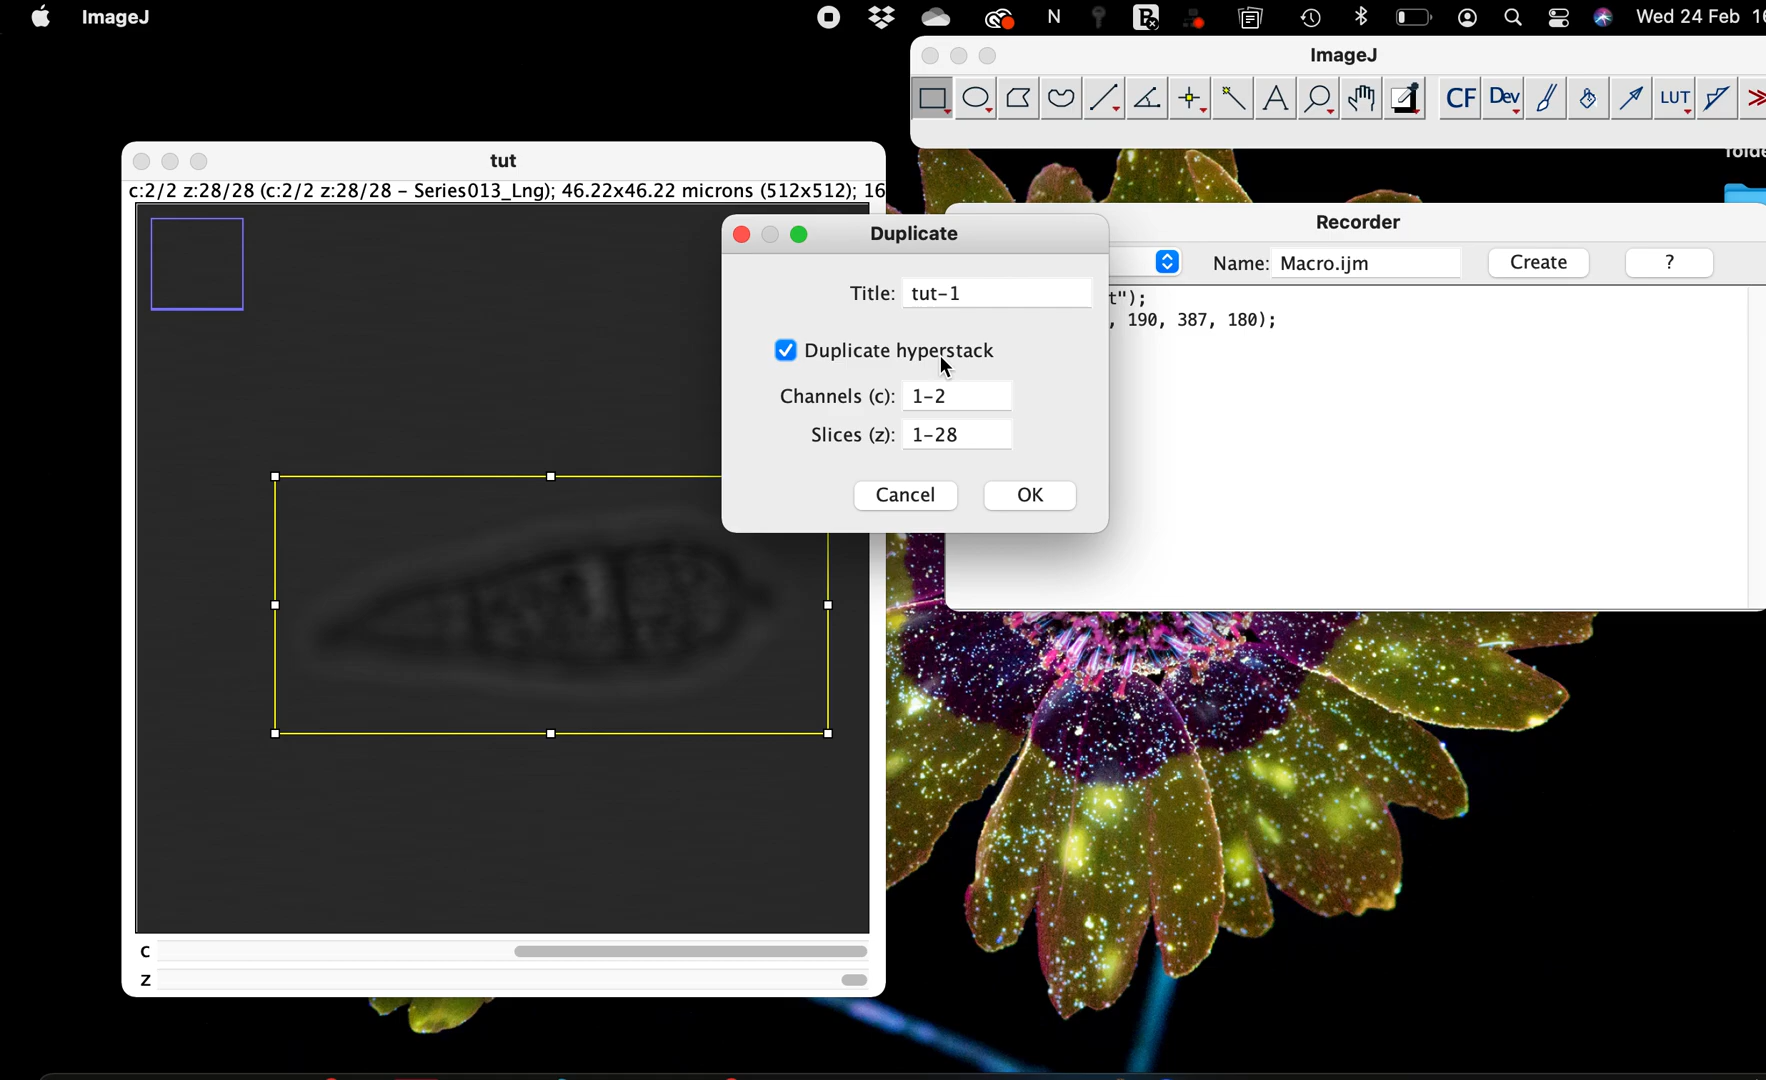 ImageJ
N
Wed 24 Feb
ImageJ
CF
Dev
LUT
tut
c:2/2 z:28/28 (c:2/2 z:28/28 - Series013_Lng); 46.22x46.22 microns (512x512); 16
Duplicate
Title: tut-1
Duplicate hyperstack
Channels (c): 1-2
Slices (z): 1-28
Cancel OK
Recorder
Name: Macro.ijm Create ?
t");
, 190, 387, 180);
C
Z